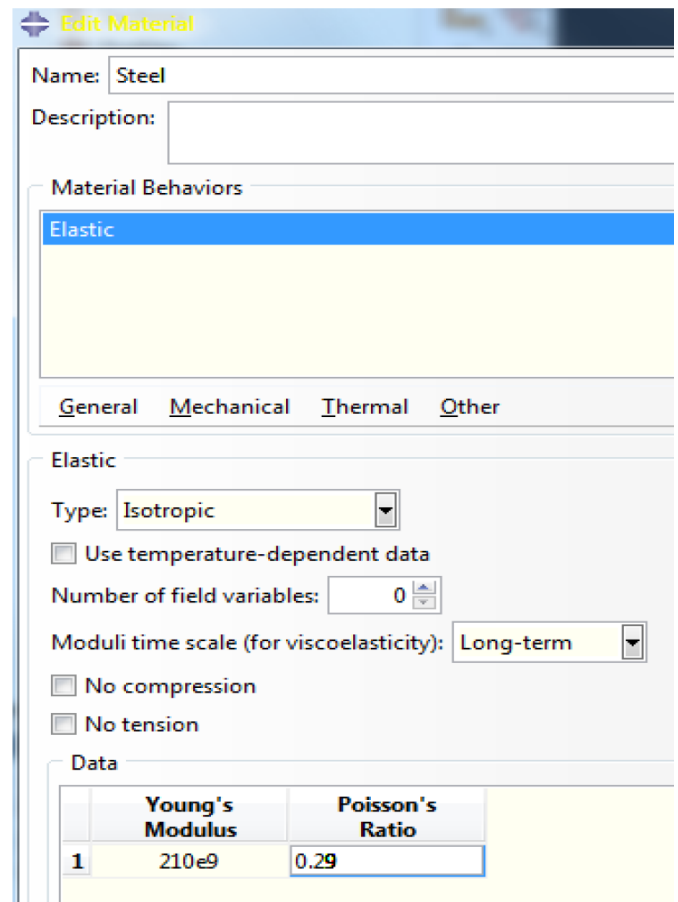 Edit Material
Name: Steel
Description:
Material Behaviors
Elastic
General Mechanical Thermal Other
Elastic
Type: Isotropic
Use temperature-dependent data
Number of field variables: 0
Moduli time scale (for viscoelasticity): Long-term
No compression
No tension
Data
Young's Poisson's
Modulus Ratio
1 210e9 0.29